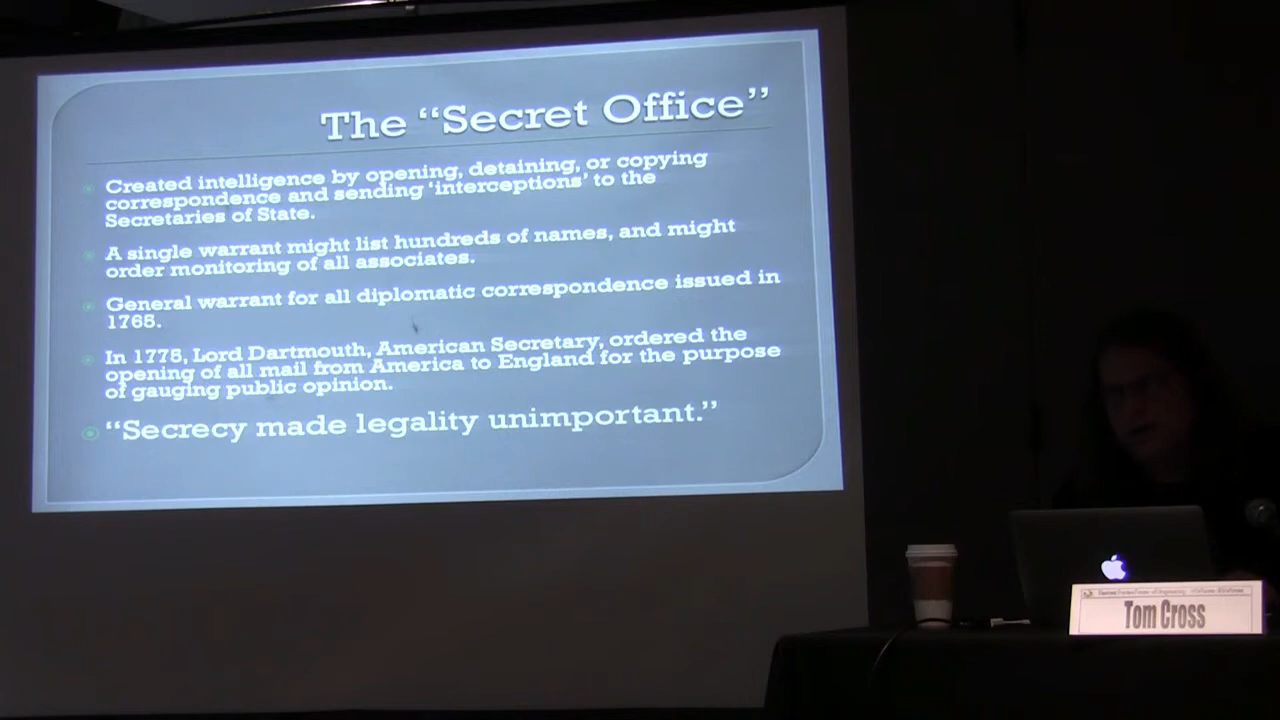 The “Secret Office”
Created intelligence by opening, detaining, or copying
correspondence and sending ‘interceptions’ to the
Secretaries of State.
A single warrant might list hundreds of names, and might
order monitoring of all associates.
General warrant for all diplomatic correspondence issued in
1765.
In 1775, Lord Dartmouth, American Secretary, ordered the
opening of all mail from America to England for the purpose
of gauging public opinion.
“Secrecy made legality unimportant.”
Tom Cross